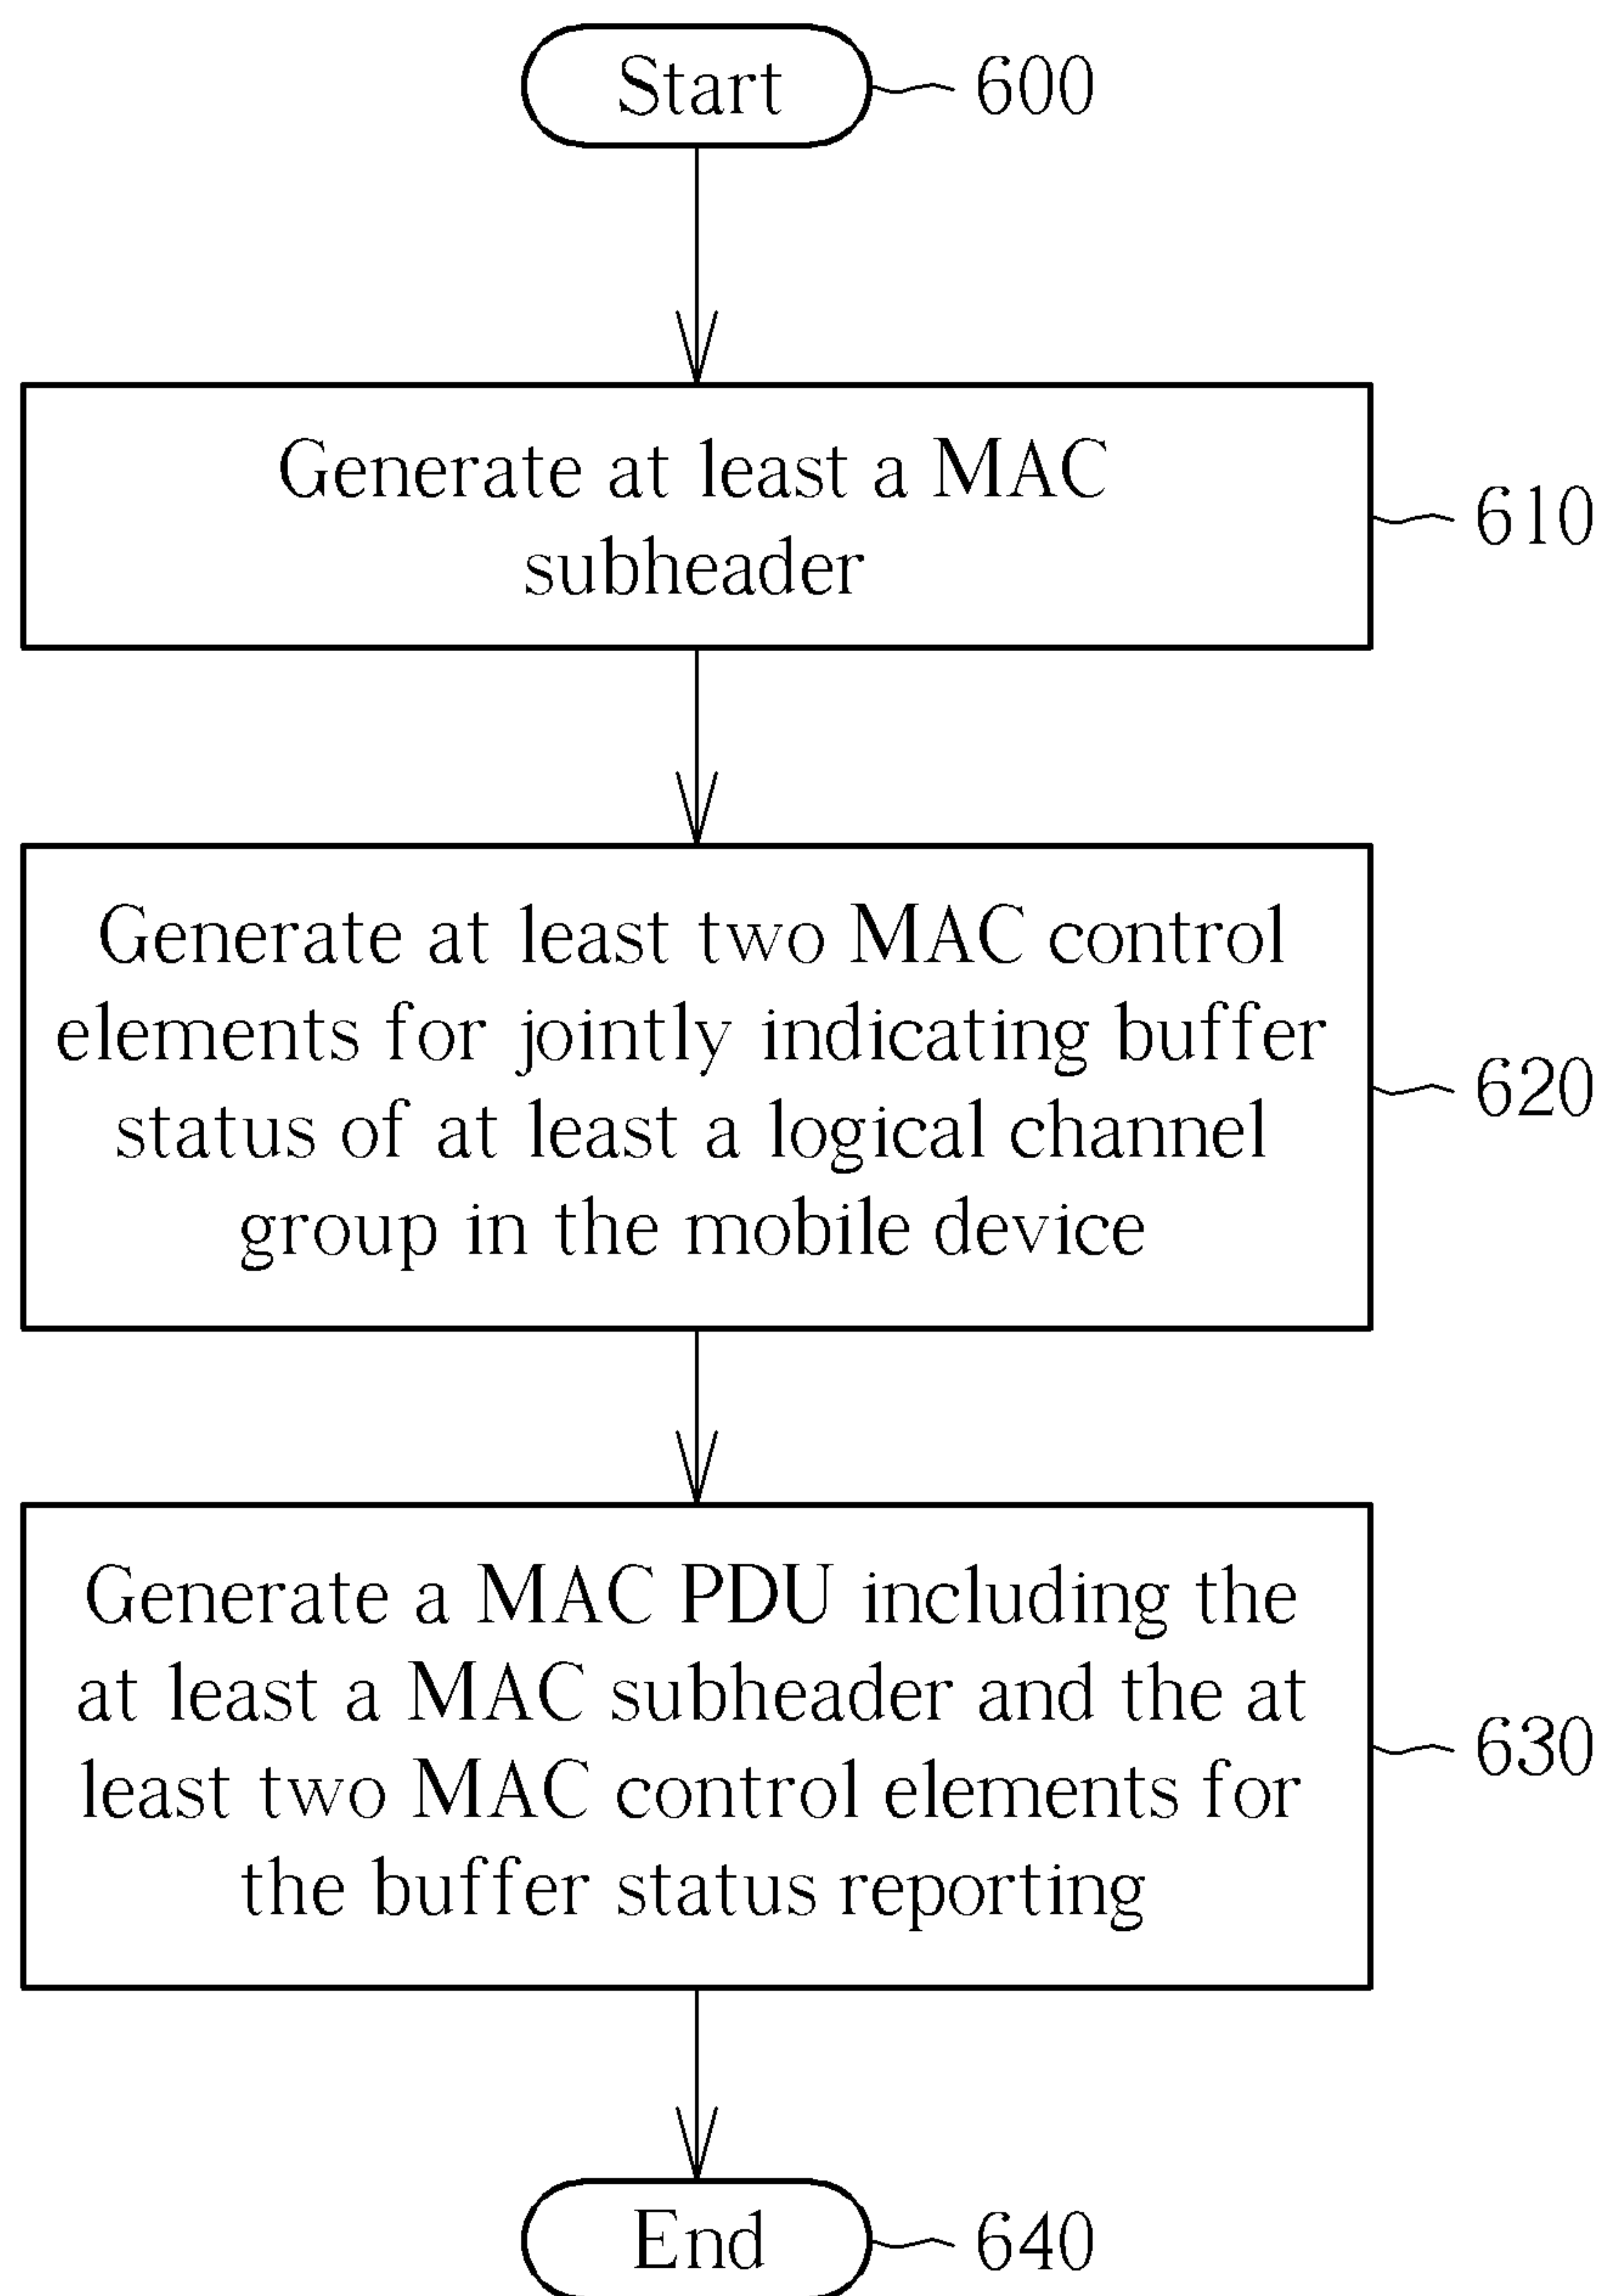 Start 600
Generate at least a MAC
subheader
610
Generate at least two MAC control
elements for jointly indicating buffer
status of at least a logical channel
group in the mobile device
620
Generate a MAC PDU including the
at least a MAC subheader and the at
least two MAC control elements for
the buffer status reporting
630
End 640